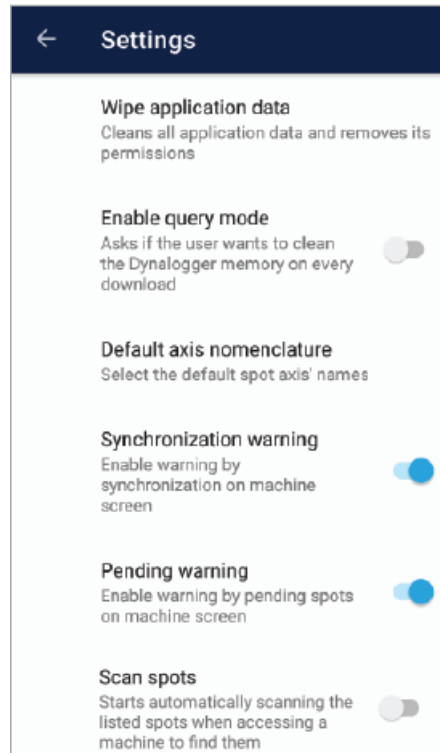 Settings
Wipe application data
Cleans all application data and removes its
permissions
Enable query mode
Asks if the user wants to clean
the Dynalogger memory on every
download
Default axis nomenclature
Select the default spot axis' names
Synchronization warning
Enable warning by
synchronization on machine
screen
Pending warning
Enable warning by pending spots
on machine screen
Scan spots
Starts automatically scanning the
listed spots when accessing a
machine to find them